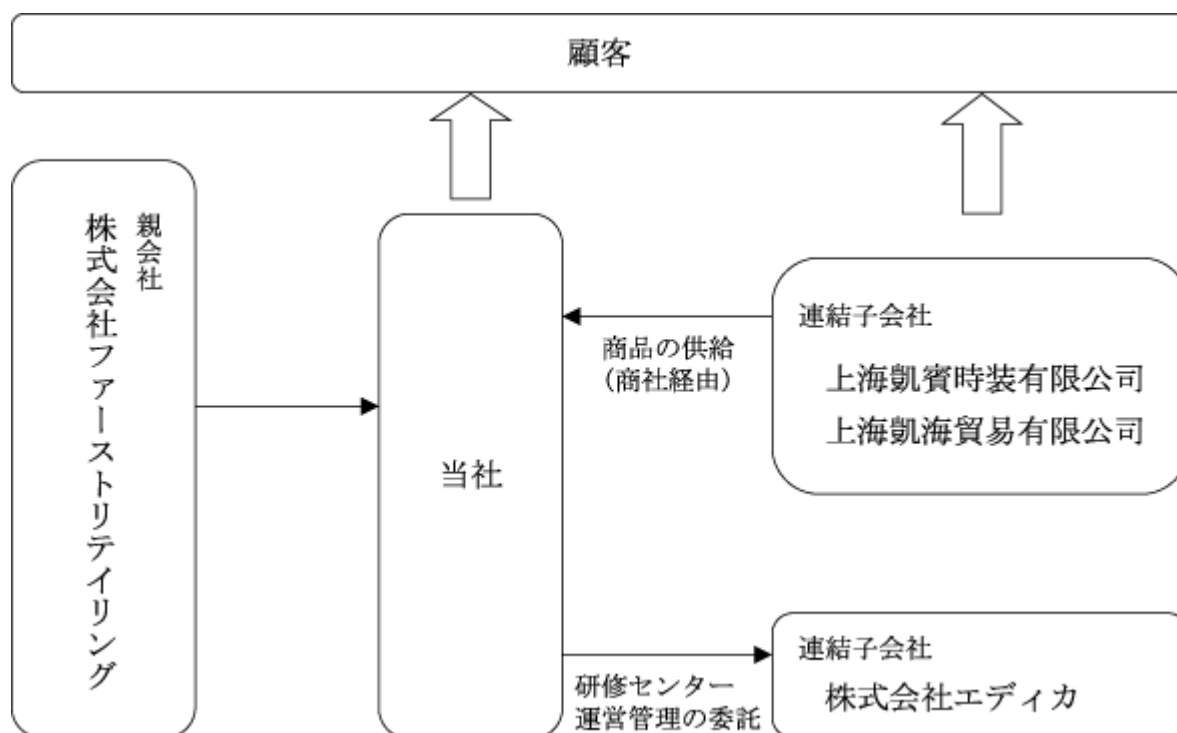 顧客
親会社
株式会社ファーストリテイリング
当社
商品の供給
(商社経由)
連結子会社
上海凱賓時装有限公司
上海凱海貿易有限公司
研修センター
運営管理の委託
連結子会社
株式会社エディカ